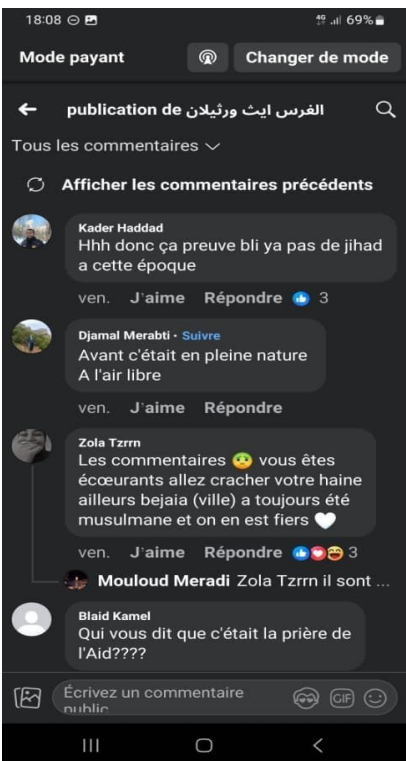 18:08
4G 69%
Mode payant
Changer de mode
publication de الغرس ايث ورثيلان
Tous les commentaires
Afficher les commentaires précédents
Kader Haddad
Hhh donc ça preuve bli ya pas de jihad
a cette époque
ven. J'aime Répondre 3
Djamal Merabti · Suivre
Avant c'était en pleine nature
A l'air libre
ven. J'aime Répondre
Zola Tzrrn
Les commentaires 🤢 vous êtes
écœurants allez cracher votre haine
ailleurs bejaia (ville) a toujours été
musulmane et on en est fiers 🤍
ven. J'aime Répondre 3
Mouloud Meradi Zola Tzrrn il sont ...
Blaid Kamel
Qui vous dit que c'était la prière de
l'Aid????
Écrivez un commentaire
public
GIF